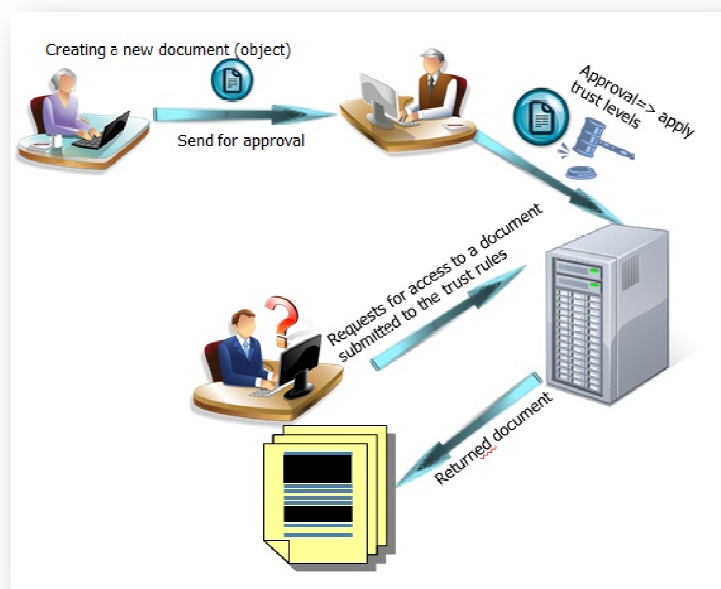 Creating a new document (object)
Send for approval
Approval=> apply
trust levels
Requests for access to a document
submitted to the trust rules
Returned document